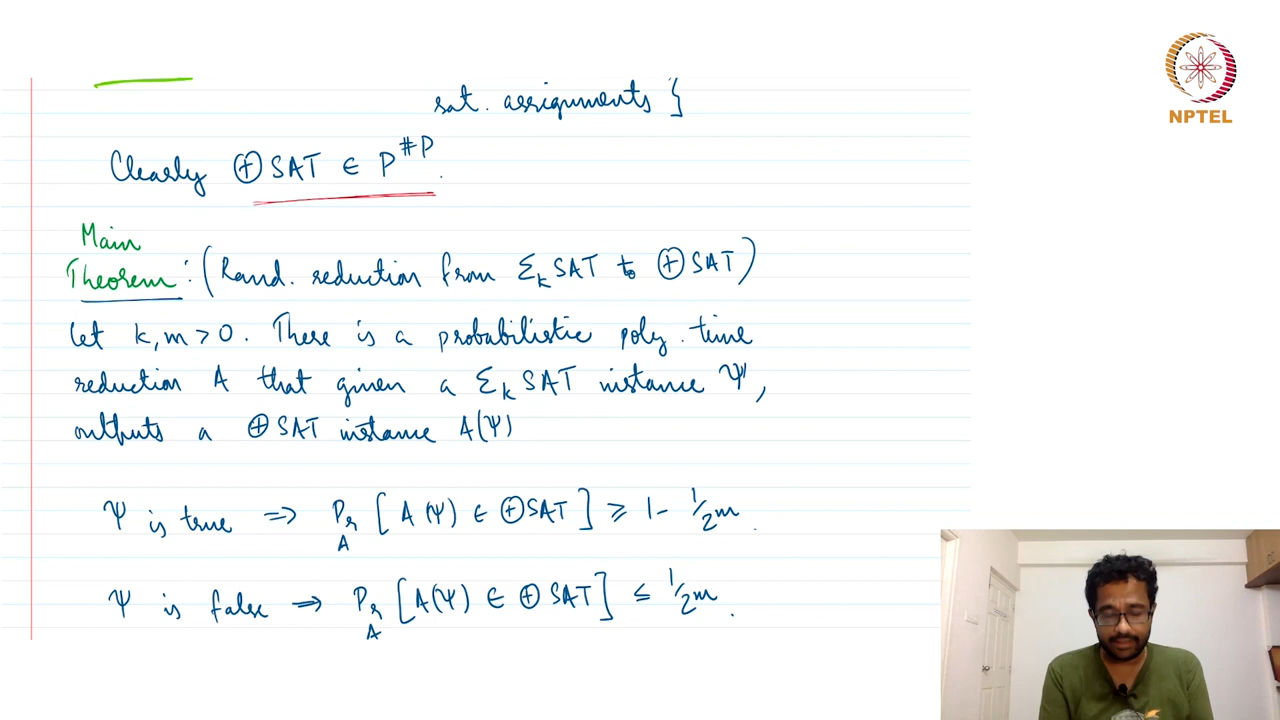 sat. assignments }
Clearly ⊕SAT ∈ P^#P.
Main
Theorem: (Rand. reduction from Σ_k SAT to ⊕SAT)
Let k, m > 0. There is a probabilistic poly. time
reduction A that given a Σ_k SAT instance Ψ,
outputs a ⊕SAT instance A(Ψ)
Ψ is true ⇒ Pr_A [A(Ψ) ∈ ⊕SAT] ≥ 1 - 1/2m.
Ψ is false ⇒ Pr_A [A(Ψ) ∈ ⊕SAT] ≤ 1/2m.
NPTEL